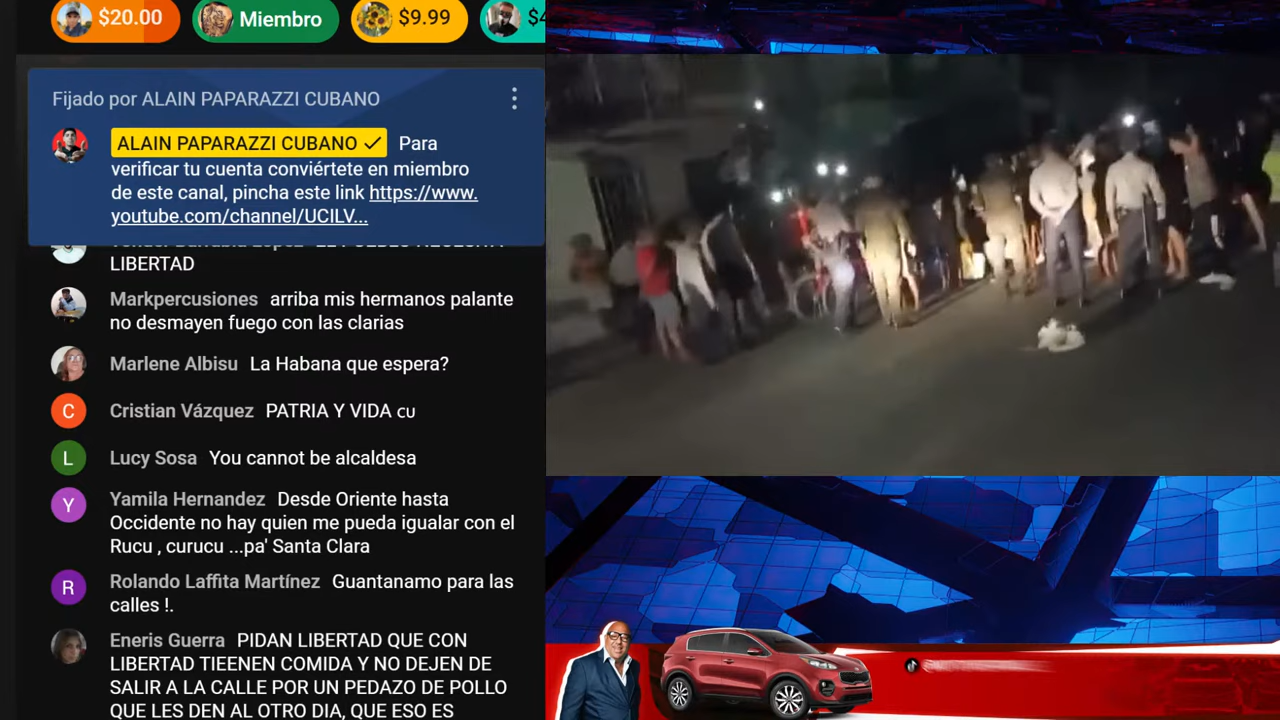 $20.00
Miembro
$9.99
Fijado por ALAIN PAPARAZZI CUBANO
ALAIN PAPARAZZI CUBANO Para
verificar tu cuenta conviértete en miembro
de este canal, pincha este link https://www.
youtube.com/channel/UCILV...
LIBERTAD
Markpercusiones arriba mis hermanos palante
no desmayen fuego con las clarias
Marlene Albisu La Habana que espera?
C
Cristian Vázquez PATRIA Y VIDA cu
L
Lucy Sosa You cannot be alcaldesa
Y
Yamila Hernandez Desde Oriente hasta
Occidente no hay quien me pueda igualar con el
Rucu , curucu ...pa' Santa Clara
R
Rolando Laffita Martínez Guantanamo para las
calles !.
Eneris Guerra PIDAN LIBERTAD QUE CON
LIBERTAD TIEENEN COMIDA Y NO DEJEN DE
SALIR A LA CALLE POR UN PEDAZO DE POLLO
QUE LES DEN AL OTRO DIA, QUE ESO ES